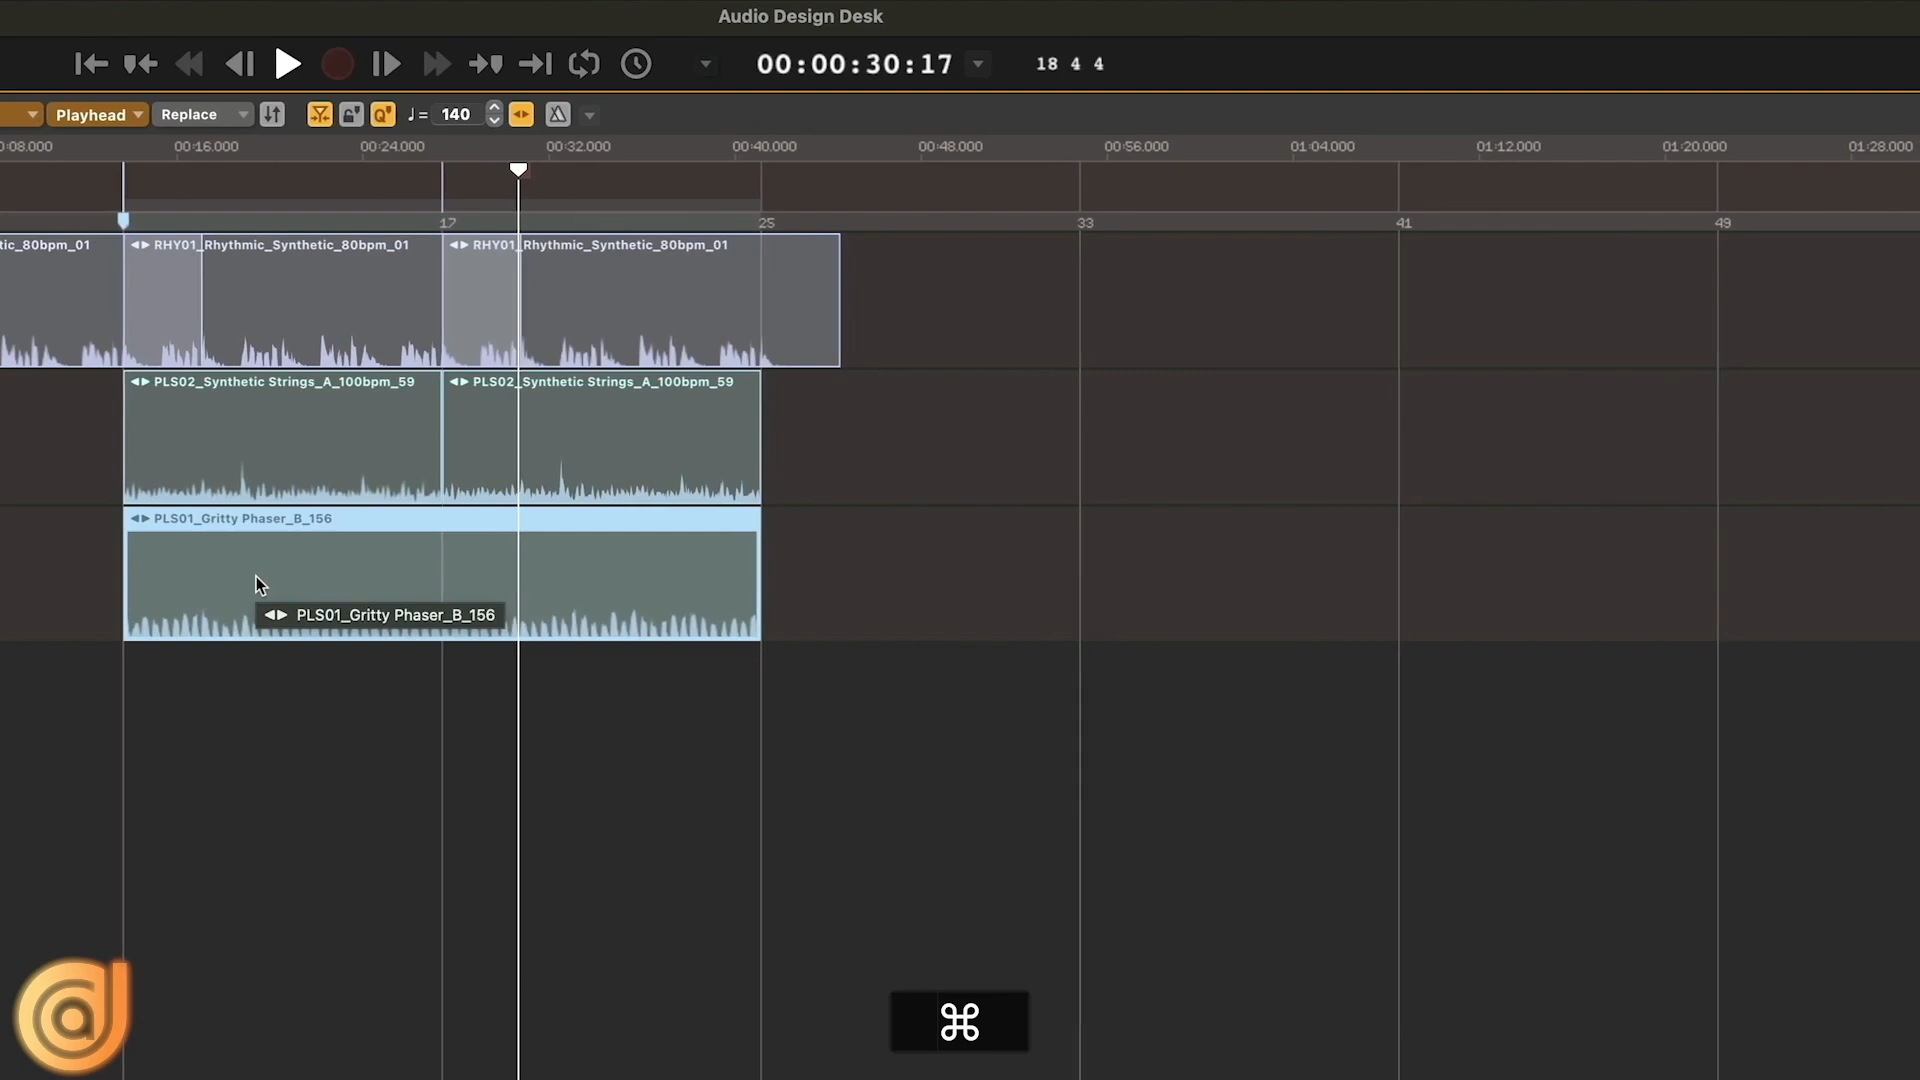 Audio Design Desk
00:00:30:17
18 4 4
Playhead
Replace
♩= 140
0:08.000 00:16.000 00:24.000 00:32.000 00:40.000 00:48.000 00:56.000 01:04.000 01:12.000 01:20.000 01:28.000
17 25 33 41 49
tic_80bpm_01 RHY01_Rhythmic_Synthetic_80bpm_01 RHY01_Rhythmic_Synthetic_80bpm_01
PLS02_Synthetic Strings_A_100bpm_59 PLS02_Synthetic Strings_A_100bpm_59
PLS01_Gritty Phaser_B_156
PLS01_Gritty Phaser_B_156
⌘